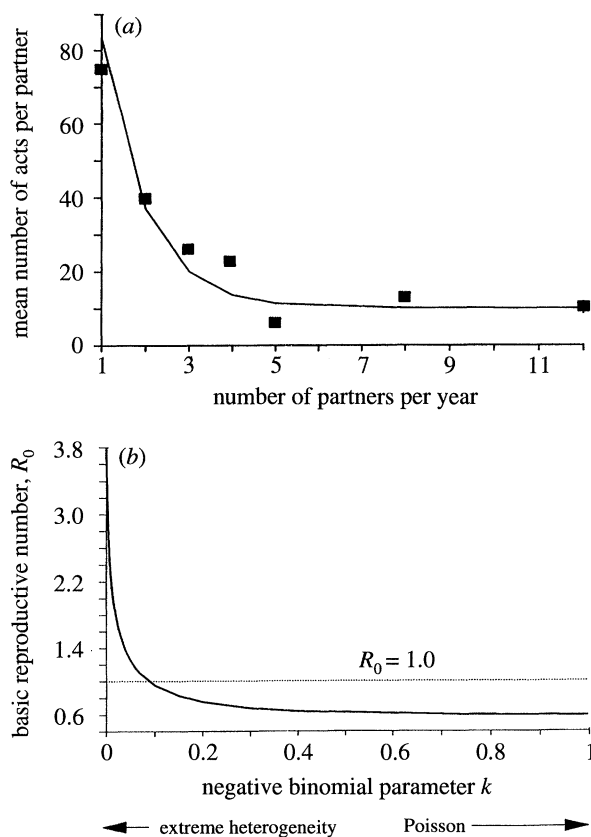 (a)
mean number of acts per partner
80
60
40
20
0
1 3 5 7 9 11
number of partners per year
(b)
basic reproductive number, R₀
3.8
3.0
2.2
1.4
0.6
R₀ = 1.0
0 0.2 0.4 0.6 0.8 1
negative binomial parameter k
extreme heterogeneity Poisson